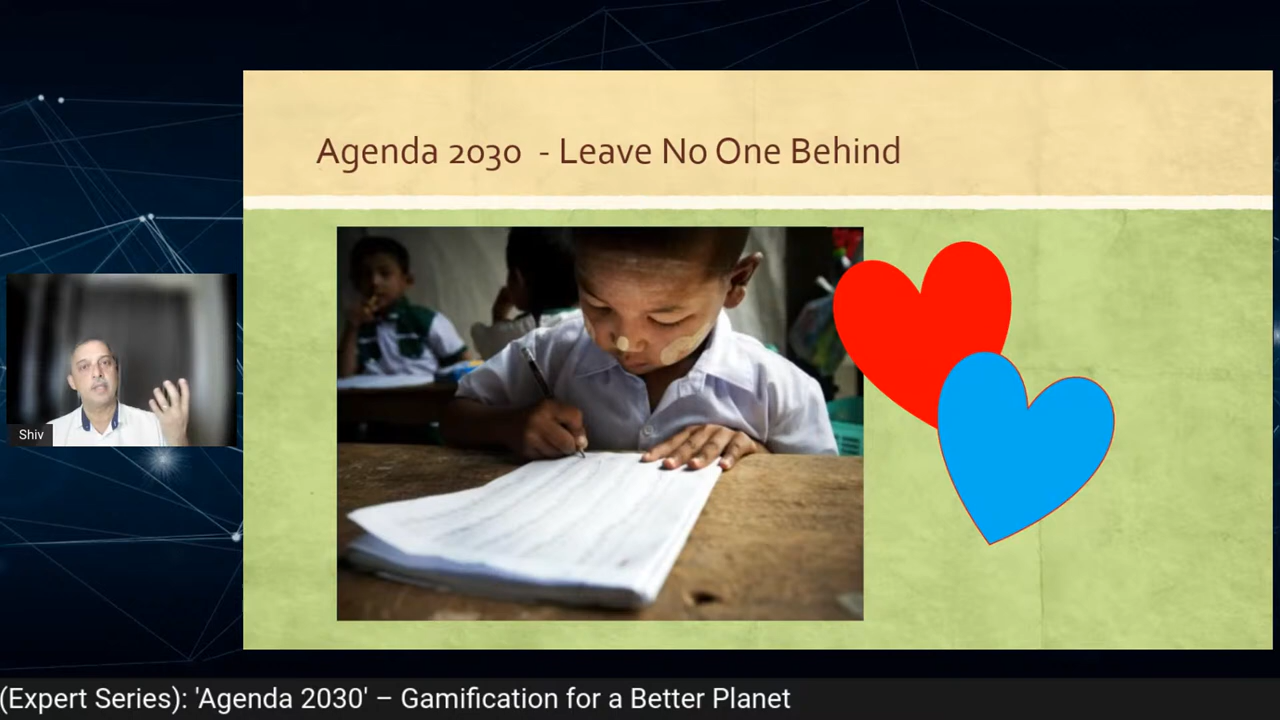 Agenda 2030 - Leave No One Behind
Shiv
(Expert Series): 'Agenda 2030' – Gamification for a Better Planet